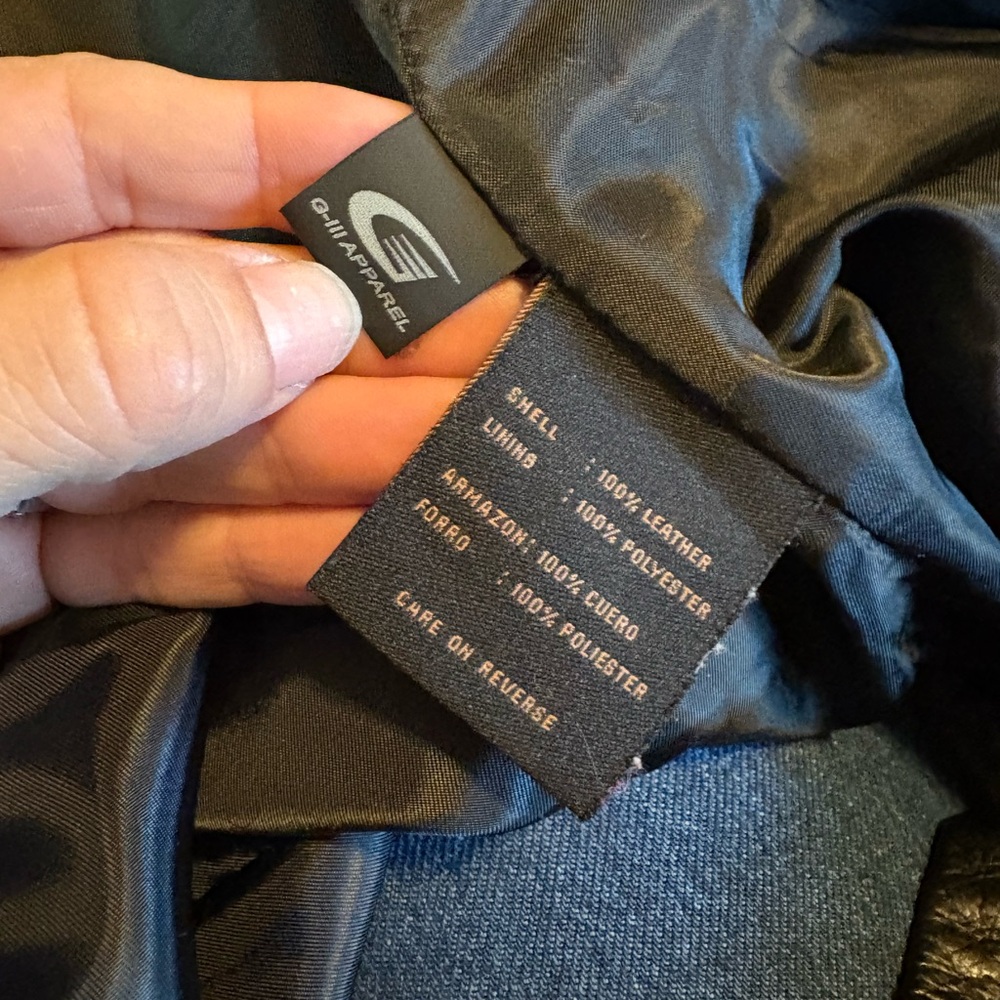 G-III APPAREL
SHELL : 100% LEATHER
LINING : 100% POLYESTER
ARMAZON : 100% CUERO
FORRO : 100% POLIESTER
CARE ON REVERSE